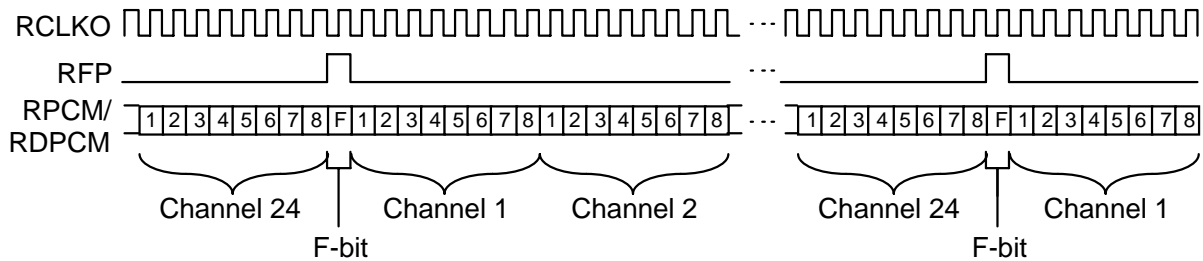 RCLKO
RFP
RPCM/
RDPCM
1 2 3 4 5 6 7 8 F 1 2 3 4 5 6 7 8 1 2 3 4 5 6 7 8 --- 1 2 3 4 5 6 7 8 F 1 2 3 4 5 6 7 8
Channel 24 Channel 1 Channel 2 Channel 24 Channel 1
F-bit F-bit